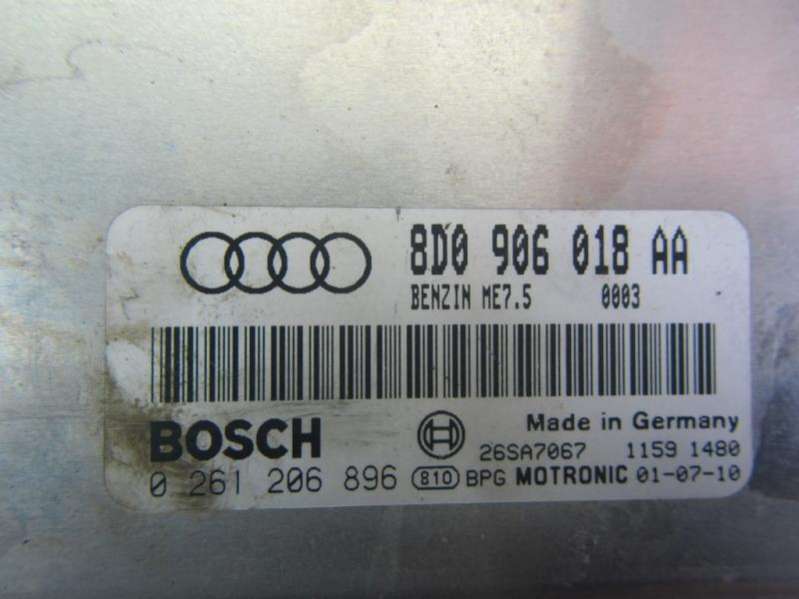 8D0 906 018 AA
BENZIN ME7.5 0003
BOSCH
Made in Germany
26SA7067 1159 1480
0 261 206 896 810 BPG MOTRONIC 01-07-10